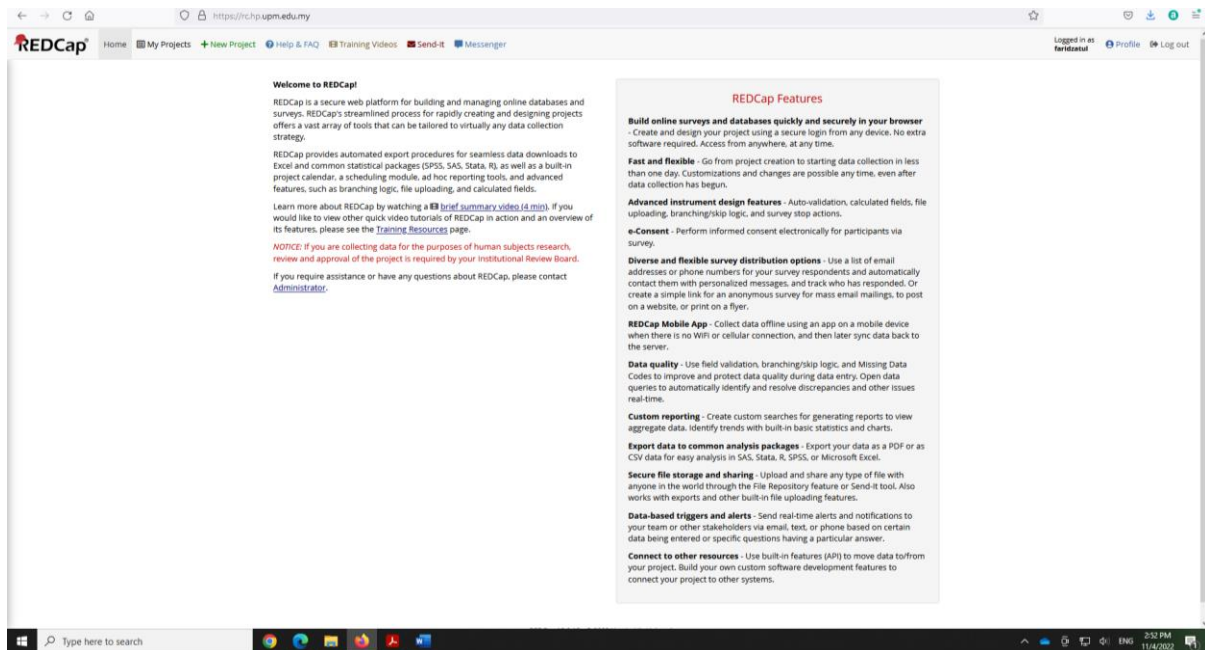 https://rc.hp.upm.edu.my
REDCap
Home
My Projects
New Project
Help & FAQ
Training Videos
Send-It
Messenger
Logged in as
faridzatul
Profile
Log out
Welcome to REDCap!
REDCap is a secure web platform for building and managing online databases and
surveys. REDCap's streamlined process for rapidly creating and designing projects
offers a vast array of tools that can be tailored to virtually any data collection
strategy.
REDCap provides automated export procedures for seamless data downloads to
Excel and common statistical packages (SPSS, SAS, Stata, R), as well as a built-in
project calendar, a scheduling module, ad hoc reporting tools, and advanced
features, such as branching logic, file uploading, and calculated fields.
Learn more about REDCap by watching a brief summary video (4 min). If you
would like to view other quick video tutorials of REDCap in action and an overview of
its features, please see the Training Resources page.
NOTICE: If you are collecting data for the purposes of human subjects research,
review and approval of the project is required by your Institutional Review Board.
If you require assistance or have any questions about REDCap, please contact
Administrator.
REDCap Features
Build online surveys and databases quickly and securely in your browser
- Create and design your project using a secure login from any device. No extra
software required. Access from anywhere, at any time.
Fast and flexible - Go from project creation to starting data collection in less
than one day. Customizations and changes are possible any time, even after
data collection has begun.
Advanced instrument design features - Auto-validation, calculated fields, file
uploading, branching/skip logic, and survey stop actions.
e-Consent - Perform informed consent electronically for participants via
survey.
Diverse and flexible survey distribution options - Use a list of email
addresses or phone numbers for your survey respondents and automatically
contact them with personalized messages, and track who has responded. Or
create a simple link for an anonymous survey for mass email mailings, to post
on a website, or print on a flyer.
REDCap Mobile App - Collect data offline using an app on a mobile device
when there is no WiFi or cellular connection, and then later sync data back to
the server.
Data quality - Use field validation, branching/skip logic, and Missing Data
Codes to improve and protect data quality during data entry. Open data
queries to automatically identify and resolve discrepancies and other issues
real-time.
Custom reporting - Create custom searches for generating reports to view
aggregate data. Identify trends with built-in basic statistics and charts.
Export data to common analysis packages - Export your data as a PDF or as
CSV data for easy analysis in SAS, Stata, R, SPSS, or Microsoft Excel.
Secure file storage and sharing - Upload and share any type of file with
anyone in the world through the File Repository feature or Send-It tool. Also
works with exports and other built-in file uploading features.
Data-based triggers and alerts - Send real-time alerts and notifications to
your team or other stakeholders via email, text, or phone based on certain
data being entered or specific questions having a particular answer.
Connect to other resources - Use built-in features (API) to move data to/from
your project. Build your own custom software development features to
connect your project to other systems.
Type here to search
ENG
2:52 PM
11/4/2022